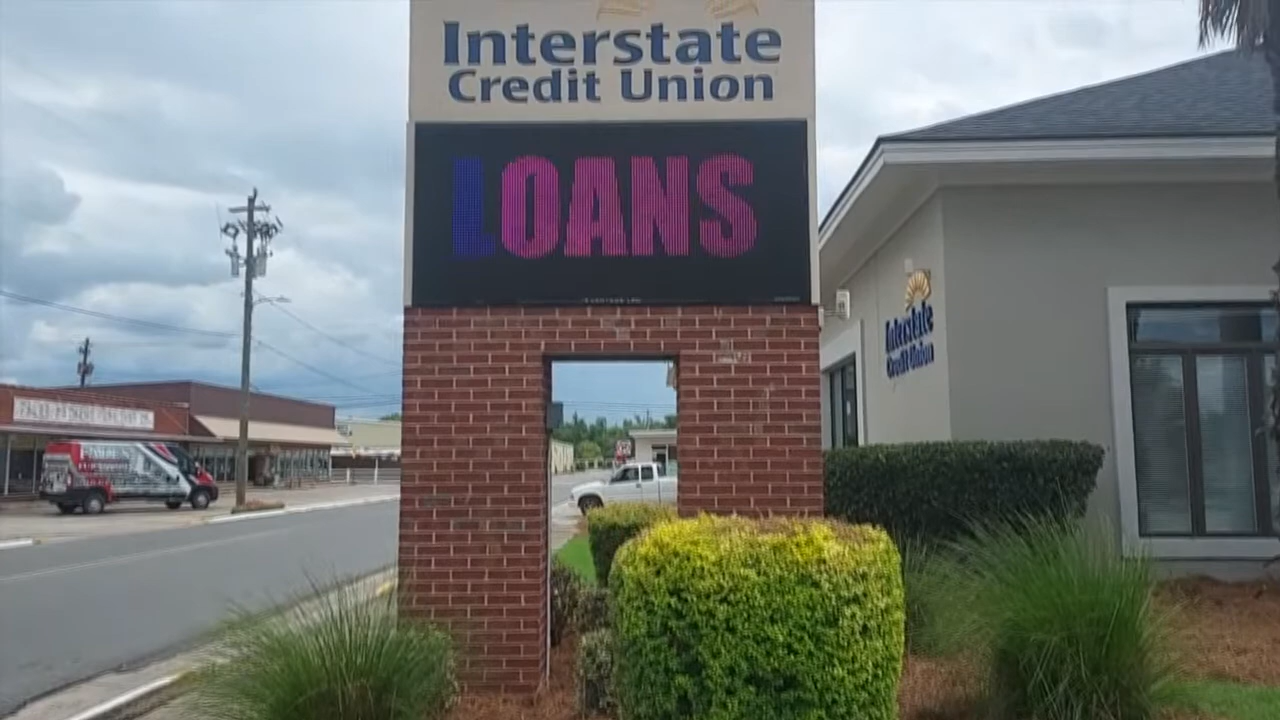 Interstate
Credit Union
LOANS
Interstate
Credit Union